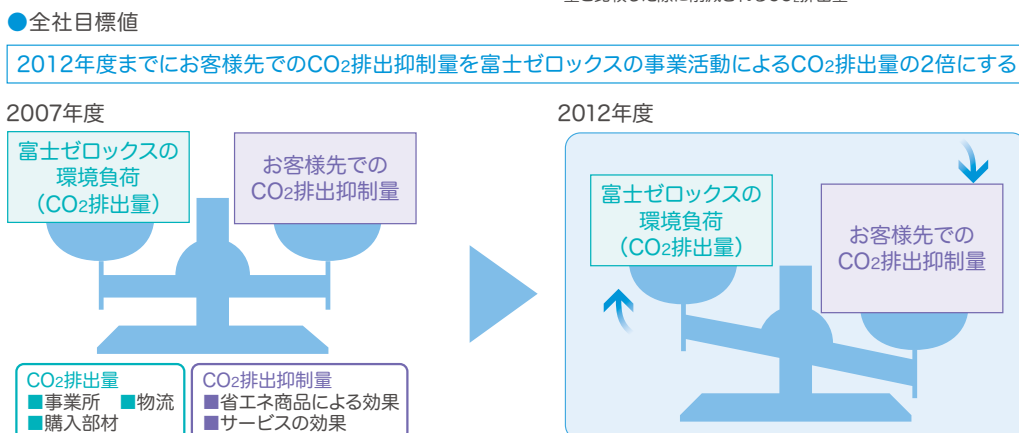 ●全社目標値
2012年度までにお客様先でのCO2排出抑制量を富士ゼロックスの事業活動によるCO2排出量の2倍にする
2007年度
富士ゼロックスの
環境負荷
（CO2排出量）
お客様先での
CO2排出抑制量
CO2排出量
■事業所 ■物流
■購入部材
CO2排出抑制量
■省エネ商品による効果
■サービスの効果
2012年度
富士ゼロックスの
環境負荷
（CO2排出量）
お客様先での
CO2排出抑制量